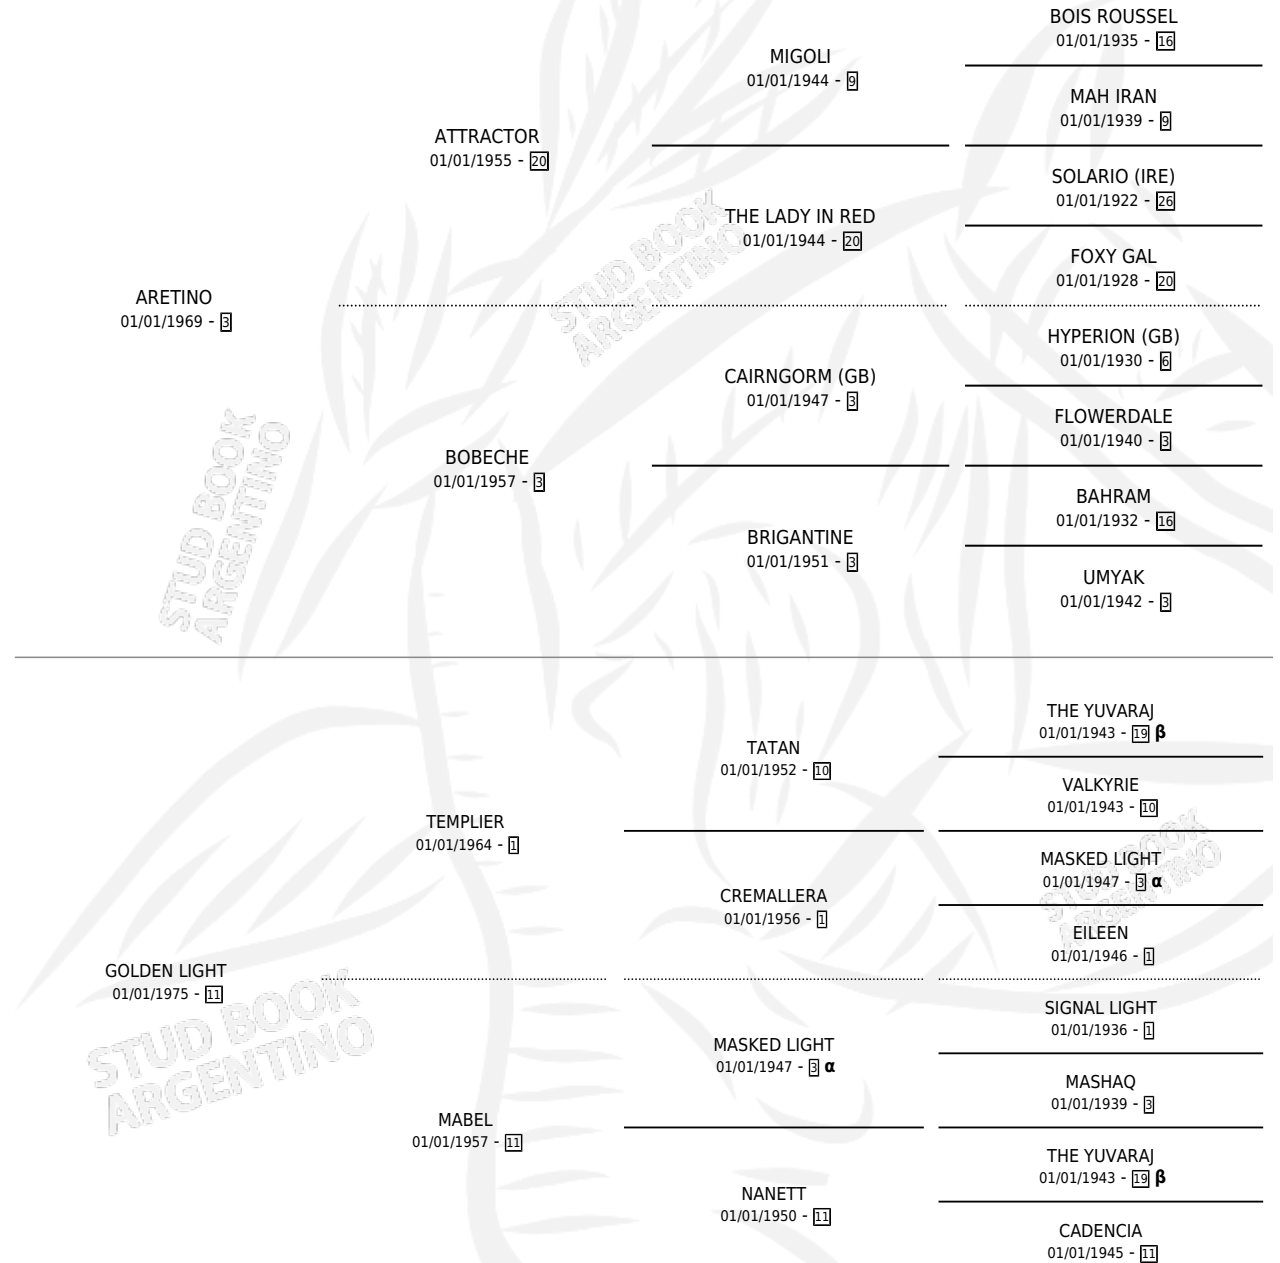 BOIS ROUSSEL
01/01/1935 - 16
MIGOLI
01/01/1944 - 9
MAH IRAN
01/01/1939 - 9
ATTRACTOR
01/01/1955 - 20
SOLARIO (IRE)
01/01/1922 - 26
THE LADY IN RED
01/01/1944 - 20
FOXY GAL
01/01/1928 - 20
STUD BOOK
ARGENTINO
ARETINO
01/01/1969 - 3
HYPERION (GB)
01/01/1930 - 6
CAIRNGORM (GB)
01/01/1947 - 3
FLOWERDALE
01/01/1940 - 3
BOBECHE
01/01/1957 - 3
BAHRAM
01/01/1932 - 16
BRIGANTINE
01/01/1951 - 3
UMYAK
01/01/1942 - 3
STUD BOOK
ARGENTINO
THE YUVARAJ
01/01/1943 - 19 β
TATAN
01/01/1952 - 10
VALKYRIE
01/01/1943 - 10
TEMPLIER
01/01/1964 - 1
MASKED LIGHT
01/01/1947 - 3 α
CREMALLERA
01/01/1956 - 1
EILEEN
01/01/1946 - 1
STUD BOOK
ARGENTINO
GOLDEN LIGHT
01/01/1975 - 11
SIGNAL LIGHT
01/01/1936 - 1
MASKED LIGHT
01/01/1947 - 3 α
MASHAQ
01/01/1939 - 3
STUD BOOK
ARGENTINO
MABEL
01/01/1957 - 11
THE YUVARAJ
01/01/1943 - 19 β
NANETT
01/01/1950 - 11
CADENCIA
01/01/1945 - 11